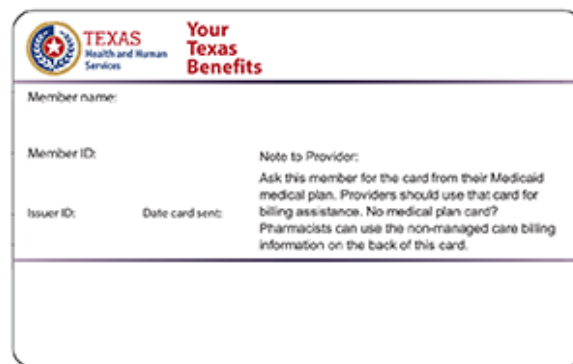 TEXAS
Health and Human
Services
Your
Texas
Benefits
Member name:
Member ID:
Note to Provider:
Ask this member for the card from their Medicaid
medical plan. Providers should use that card for
billing assistance. No medical plan card?
Pharmacists can use the non-managed care billing
information on the back of this card.
Issuer ID:
Date card sent: